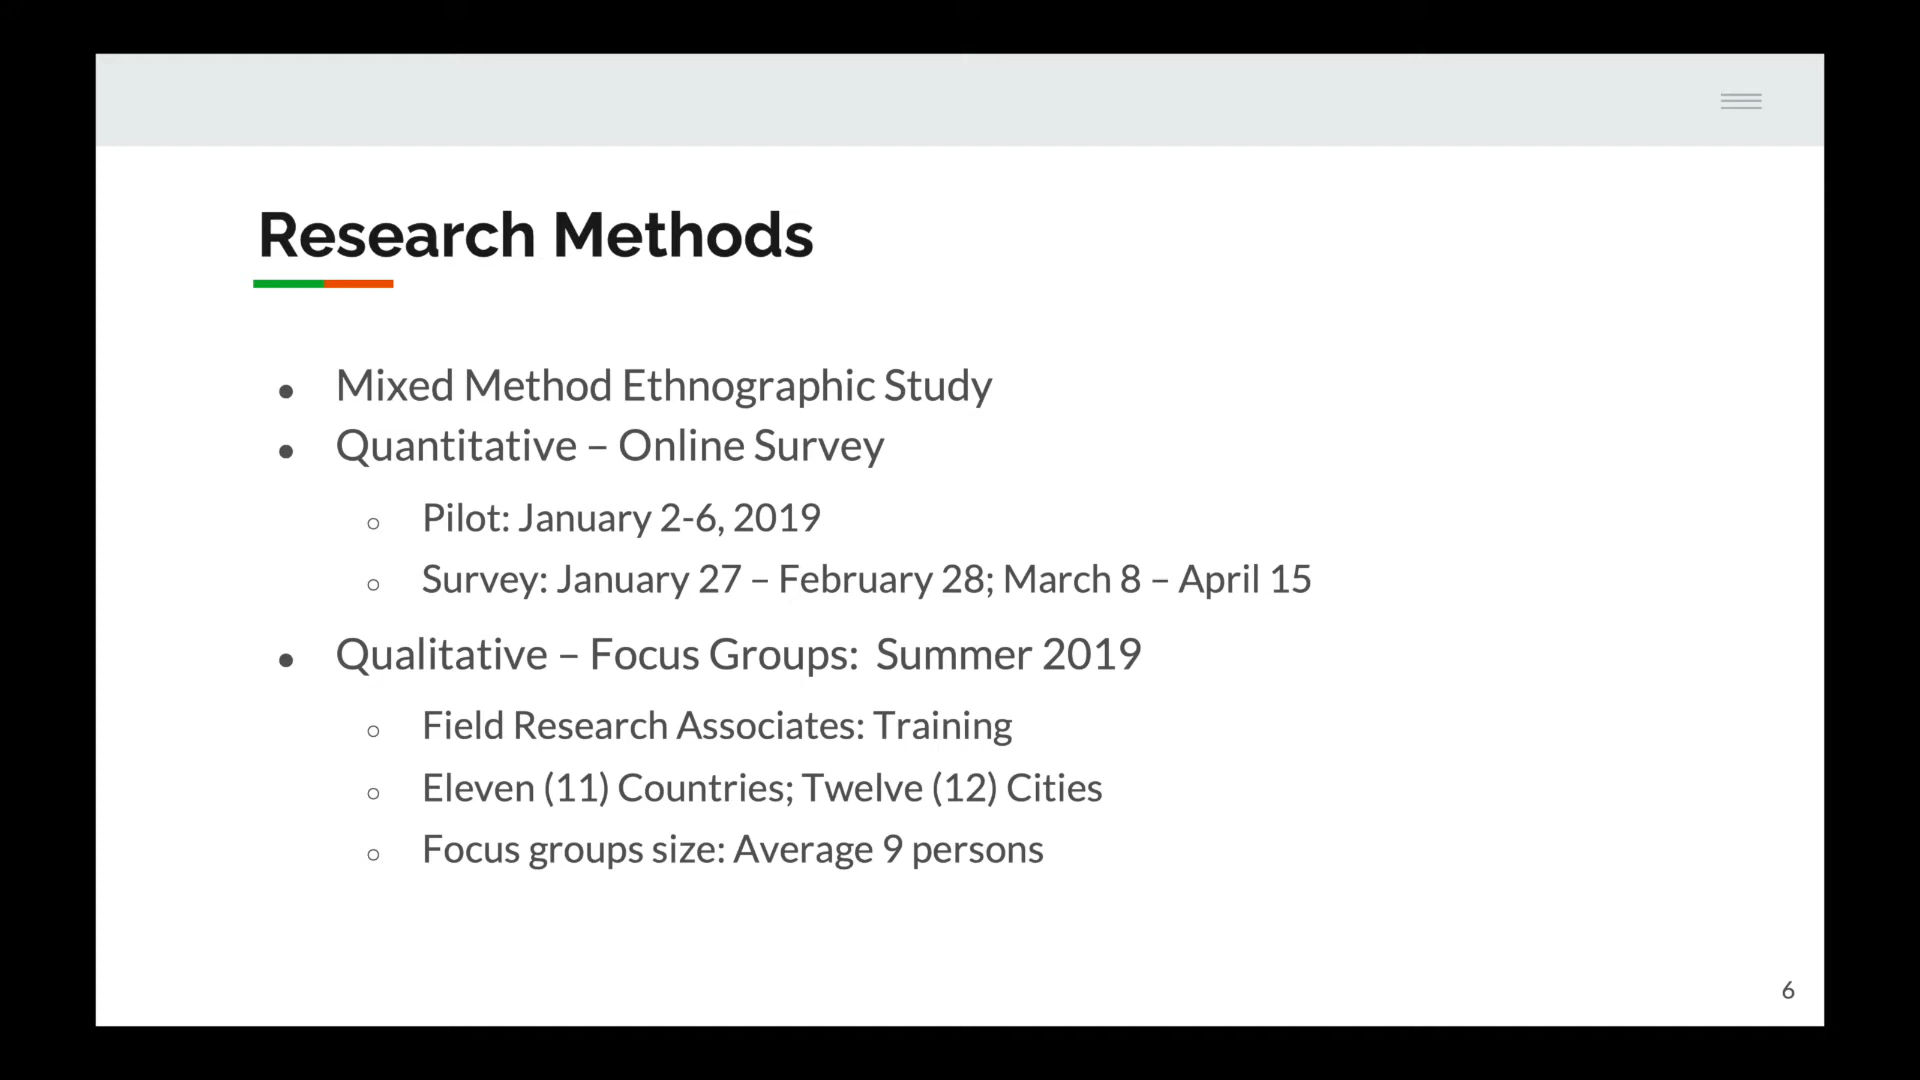 Research Methods
● Mixed Method Ethnographic Study
● Quantitative – Online Survey
○ Pilot: January 2-6, 2019
○ Survey: January 27 – February 28; March 8 – April 15
● Qualitative – Focus Groups:  Summer 2019
○ Field Research Associates: Training
○ Eleven (11) Countries; Twelve (12) Cities
○ Focus groups size: Average 9 persons
6